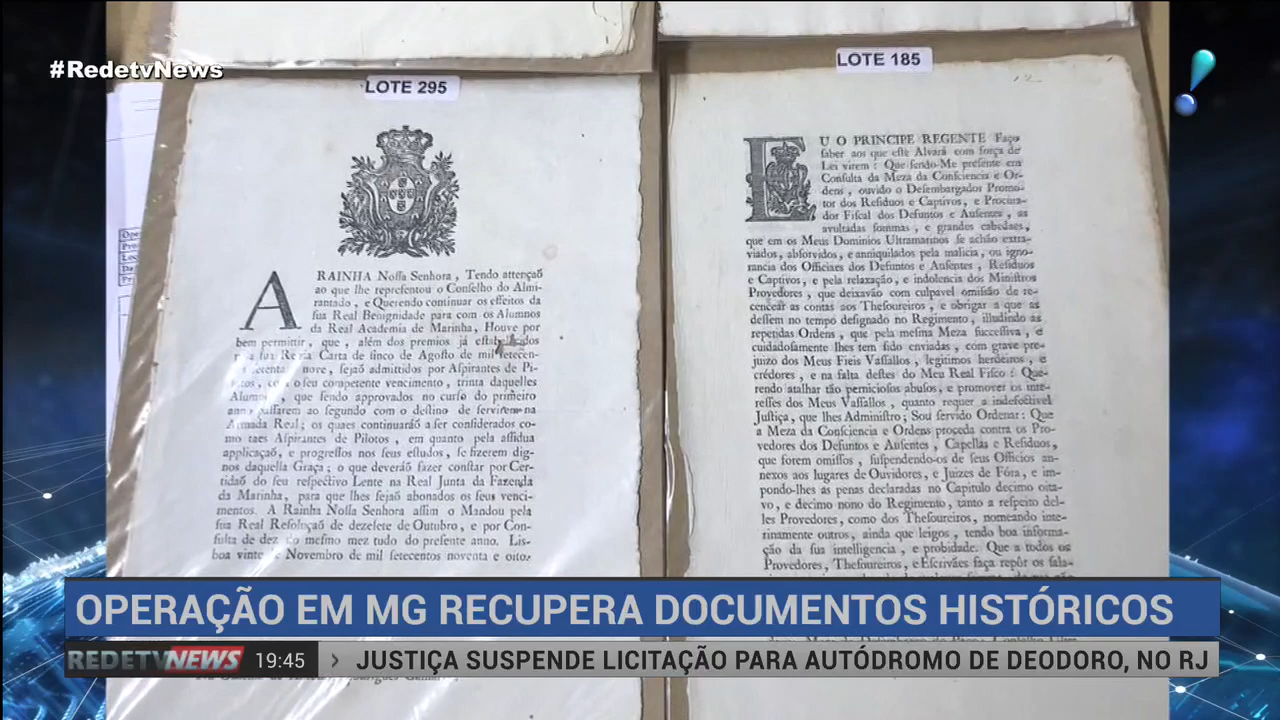 #RedetvNews
LOTE 295
A RAINHA Nossa Senhora, Tendo attençaõ
ao que lhe representou o Conselho do Almi-
rantado, e Querendo continuar os effeitos da
sua Real Benignidade para com os Alumnos
da Real Academia de Marinha, Houve por
bem permittir, que, além dos premios já estabelecidos
sua Regia Carta de sinco de Agosto de mil setecen-
setenta nove, sejaõ admittidos por Aspirantes de Pi-
seu competente vencimento, trinta daquelles
que sendo approvados no curso do primeiro
passarem ao segundo com o destino de servirem na
Armada Real; os quaes continuaráõ a ser considerados co-
mo taes Aspirantes de Pilotos, em quanto pela assidua
applicaçaõ, e progressos nos seus estudos, se fizerem dig-
nos daquella Graça; o que deveráõ fazer constar por Cer-
tidaõ do seu respectivo Lente na Real Junta da Fazenda
da Marinha, para que lhes sejaõ abonados os seus venci-
mentos. A Rainha Nossa Senhora assim o Mandou pela
sua Real Resoluçaõ de dezesete de Outubro, e por Con-
sulta de dez do mesmo mez tudo do presente anno. Lis-
boa vinte de Novembro de mil setecentos noventa e oito.
LOTE 185
EU O PRINCIPE REGENTE Faço
saber aos que este Alvará com força de
Lei virem: Que sendo-Me presente em
Consulta da Meza da Consciencia e Or-
dens, ouvido o Desembargador Promo-
tor dos Residuos e Captivos, e Procura-
dor Fiscal dos Defuntos e Ausentes, as
avultadas sommas, e grandes cabedaes,
que em os Meus Dominios Ultramarinos se achão extra-
viados, absorvidos, e anniquilados pela malicia, ou igno-
rancia dos Officiaes dos Defuntos e Ausentes, Residuos
e Captivos, e pela relaxação, e indolencia dos Ministros
Provedores, que deixavão com culpavel omissão de re-
cencear as contas aos Thesoureiros, e obrigar a que as
dessem no tempo designado no Regimento, illudindo as
repetidas Ordens, que pela mesma Meza successiva, e
cuidadosamente lhes tem sido enviadas, com grave pre-
juizo dos Meus Fieis Vassallos, legitimos herdeiros, e
crédores, e na falta destes do Meu Real Fisco: Que-
rendo atalhar tão perniciosos abusos, e promover os inte-
resses dos Meus Vassallos, quanto requer a indefectivel
Justiça, que lhes Administro; Sou servido Ordenar: Que
a Meza da Consciencia e Ordens proceda contra os Pro-
vedores dos Defuntos e Ausentes, Capellas e Residuos,
que forem omissos, suspendendo-os de seus Officios an-
nexos aos lugares de Ouvidores, e Juizes de Fóra, e im-
pondo-lhes as penas declaradas no Capitulo decimo oita-
vo, e decimo nono do Regimento, tanto a respeito del-
les Provedores, como dos Thesoureiros, nomeando inte-
rinamente outros, ainda que leigos, tendo boa informa-
ção da sua intelligencia, e probidade. Que a todos os
Provedores, Thesoureiros, e Escrivães faça repôr os sala-
OPERAÇÃO EM MG RECUPERA DOCUMENTOS HISTÓRICOS
REDETV NEWS 19:45 › JUSTIÇA SUSPENDE LICITAÇÃO PARA AUTÓDROMO DE DEODORO, NO RJ